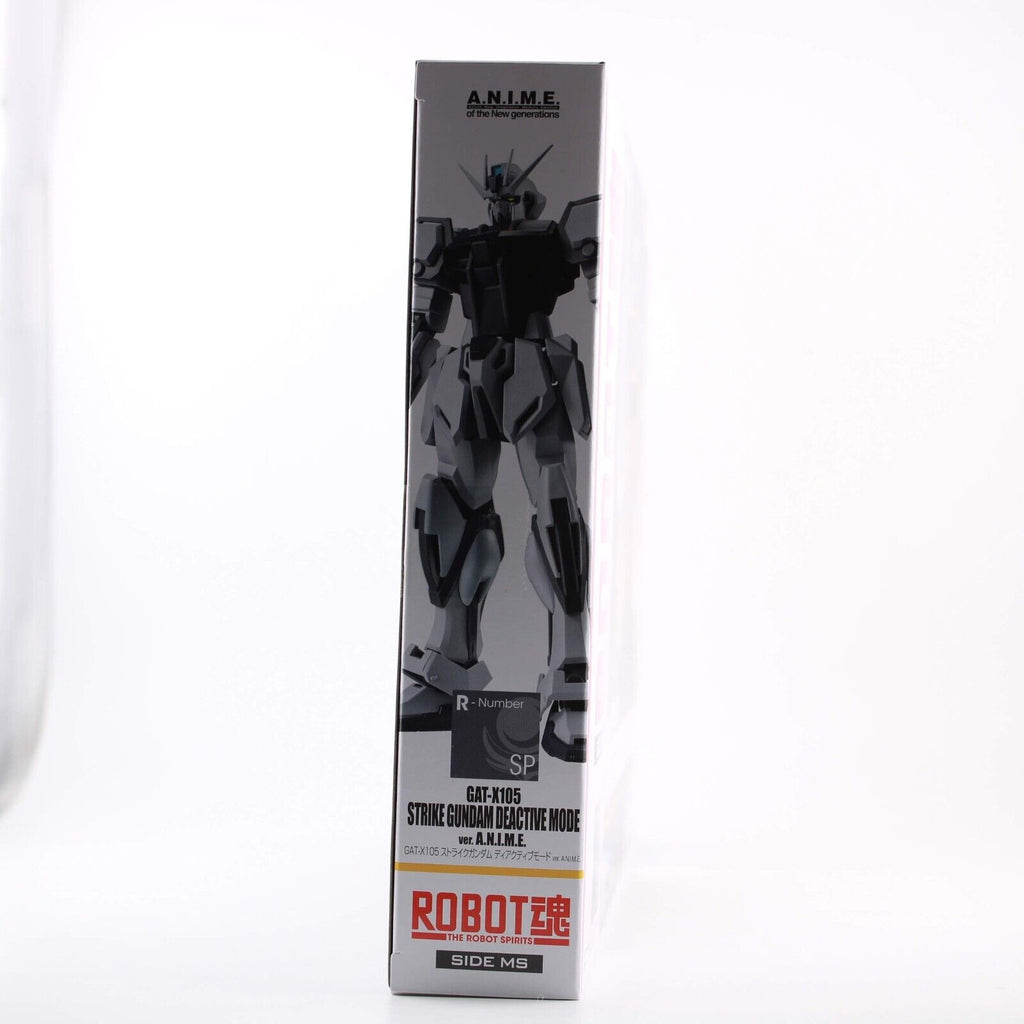 A.N.I.M.E.
of the New generations
R - Number
SP
GAT-X105
STRIKE GUNDAM DEACTIVE MODE
ver. A.N.I.M.E.
GAT-X105 ストライクガンダム ディアクティブモード ver. A.N.I.M.E.
ROBOT魂
THE ROBOT SPIRITS
SIDE MS